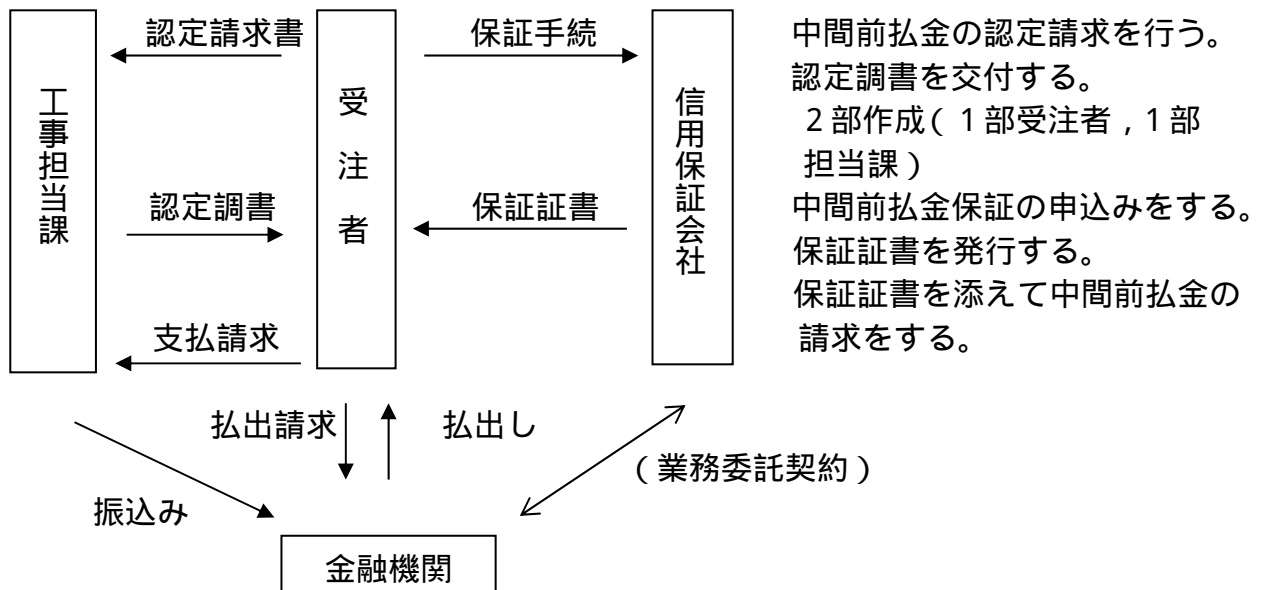 認定請求書
保証手続
工事担当課
受注者
信用保証会社
認定調書
保証証書
支払請求
払出請求
払出し
(業務委託契約)
振込み
金融機関
中間前払金の認定請求を行う。
認定調書を交付する。
2部作成(1部受注者,1部
担当課)
中間前払金保証の申込みをする。
保証証書を発行する。
保証証書を添えて中間前払金の
請求をする。